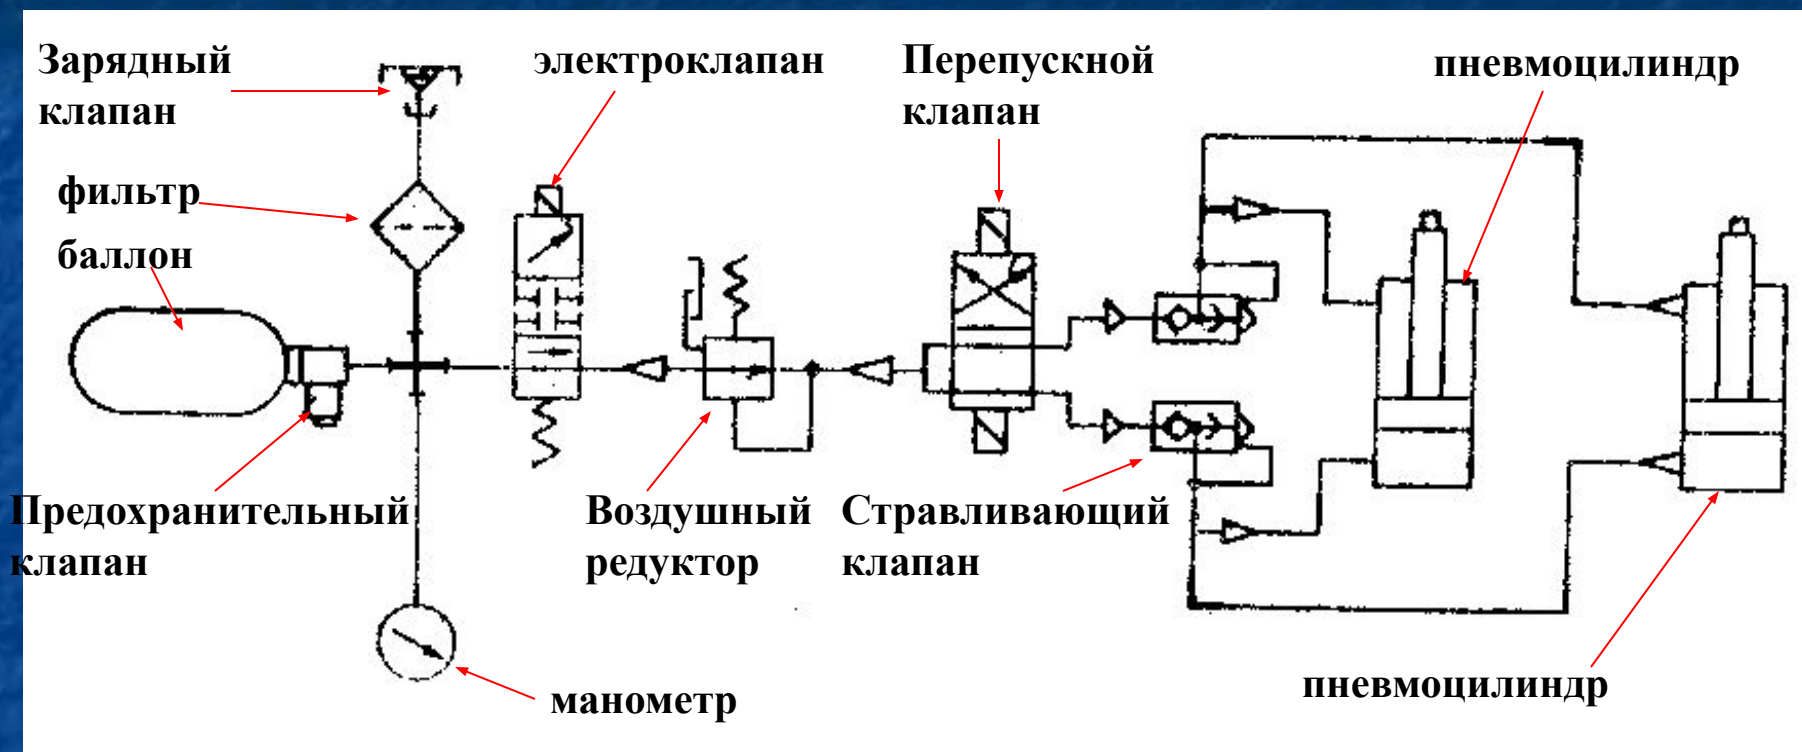 Зарядный
клапан
электроклапан
Перепускной
клапан
пневмоцилиндр
фильтр
баллон
Предохранительный
клапан
Воздушный
редуктор
Стравливающий
клапан
манометр
пневмоцилиндр